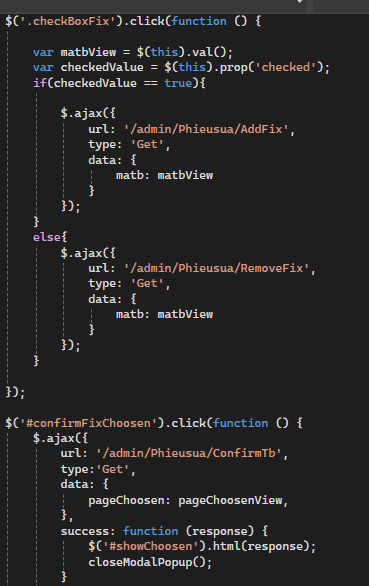 $('.checkBoxFix').click(function () {
var matbView = $(this).val();
var checkedValue = $(this).prop('checked');
if(checkedValue == true){
$.ajax({
url: '/admin/Phieusua/AddFix',
type: 'Get',
data: {
matb: matbView
}
});
}
else{
$.ajax({
url: '/admin/Phieusua/RemoveFix',
type: 'Get',
data: {
matb: matbView
}
});
}
});
$('#confirmFixChoosen').click(function () {
$.ajax({
url: '/admin/Phieusua/ConfirmTb',
type:'Get',
data: {
pageChoosen: pageChoosenView,
},
success: function (response) {
$('#showChoosen').html(response);
closeModalPopup();
}